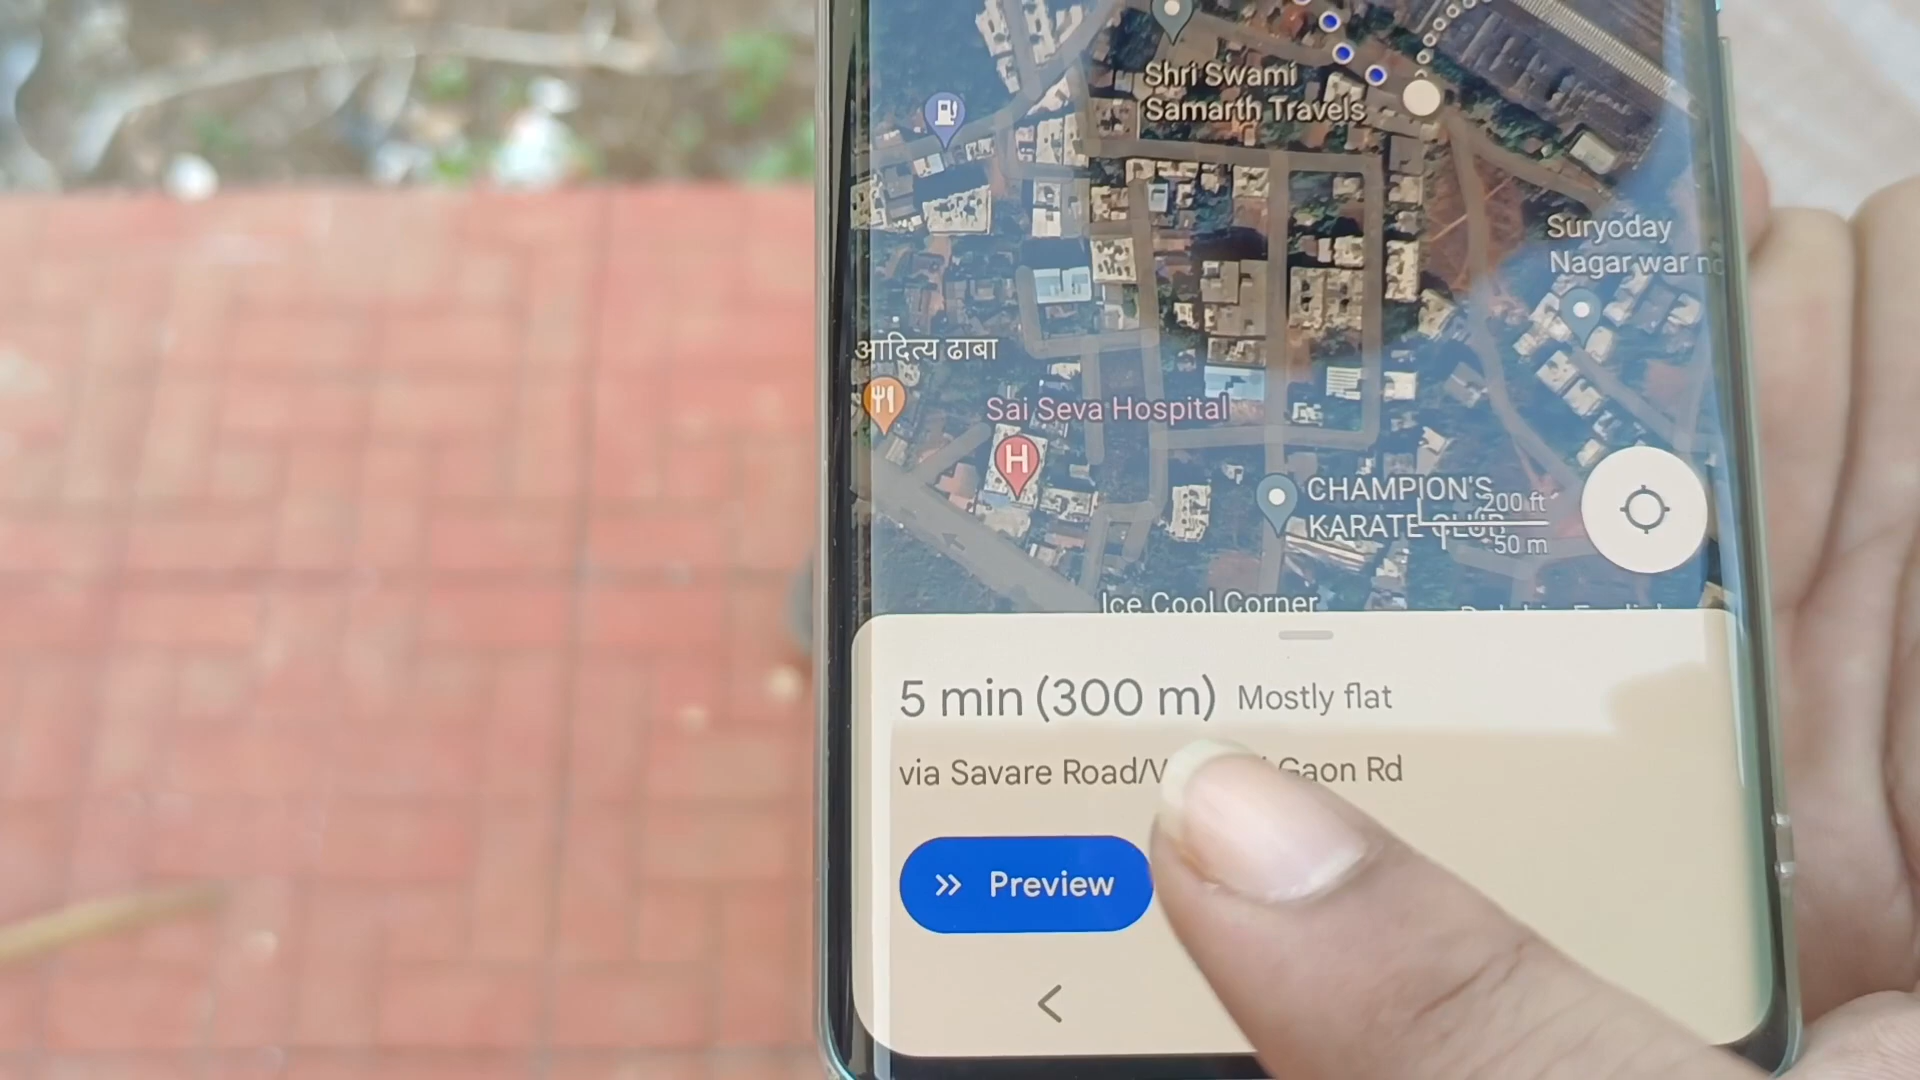 Shri Swami
Samarth Travels
Suryoday
Nagar war
आदित्य ढाबा
Sai Seva Hospital
H
CHAMPION'S
KARATE CLUB
200 ft
50 m
Ice Cool Corner
5 min (300 m) Mostly flat
via Savare Road/ Gaon Rd
Preview